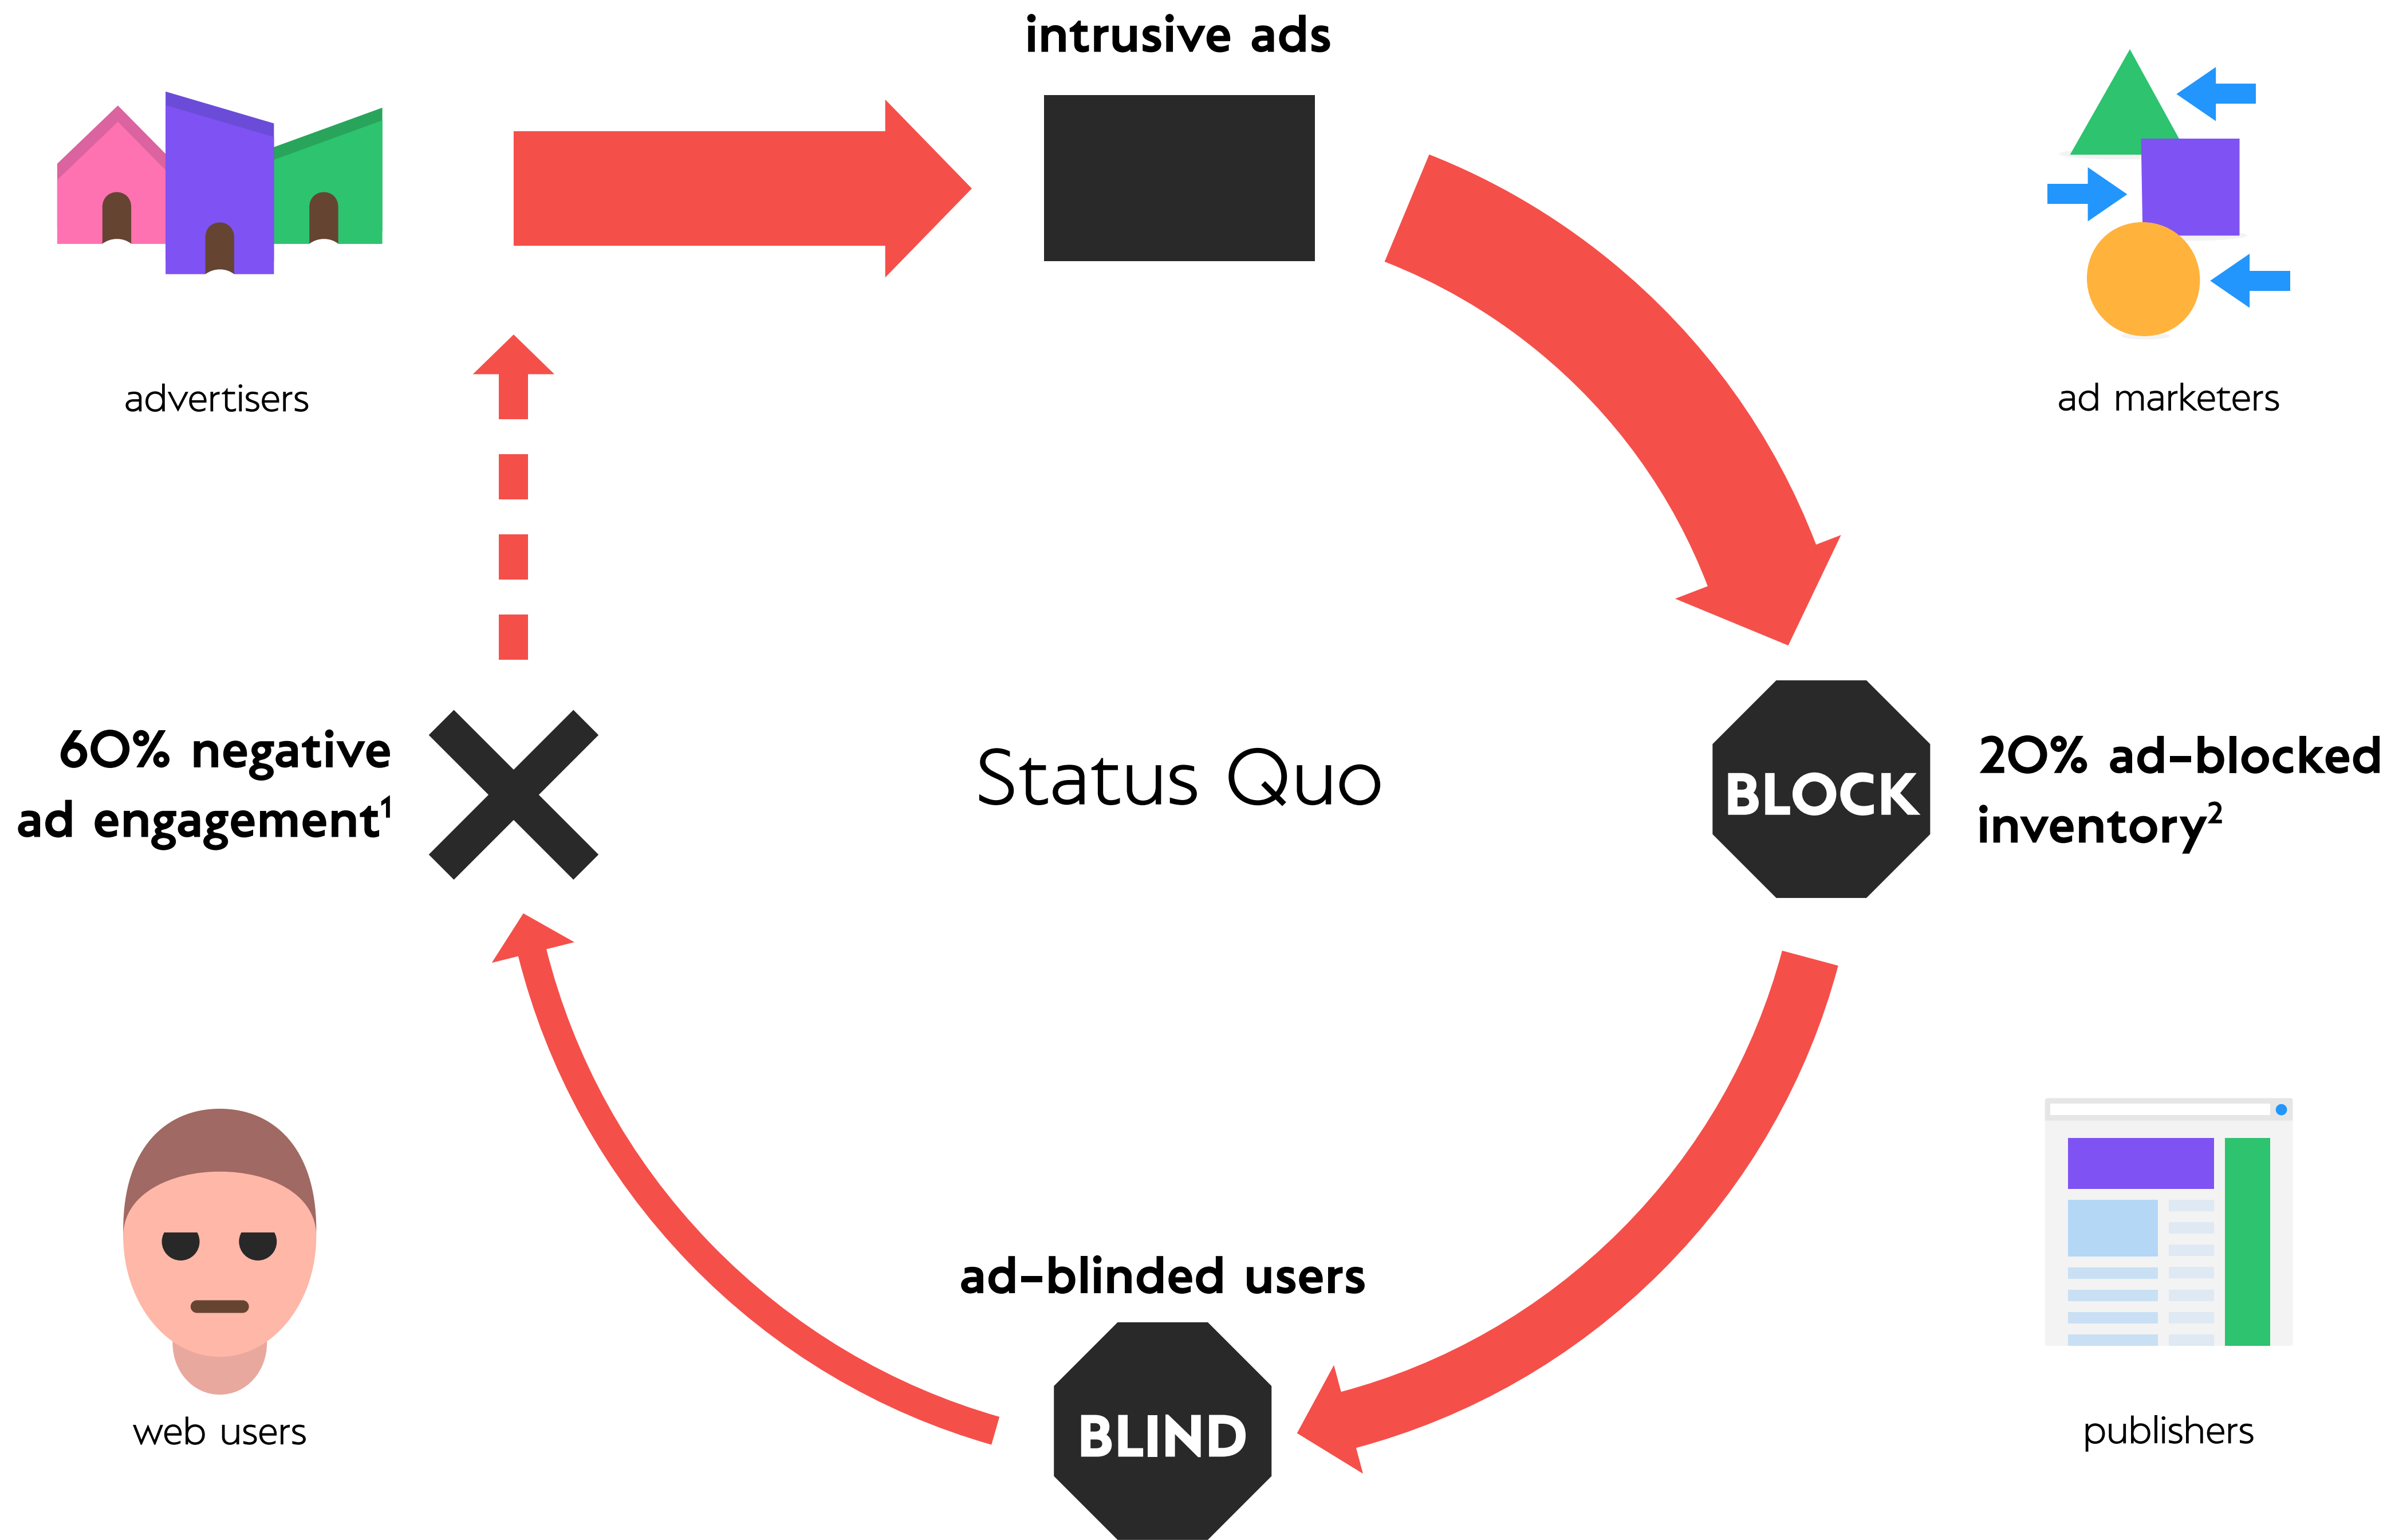 intrusive ads
advertisers
ad marketers
60% negative
ad engagement¹
Status Quo
BLOCK
20% ad-blocked
inventory²
ad-blinded users
BLIND
web users
publishers